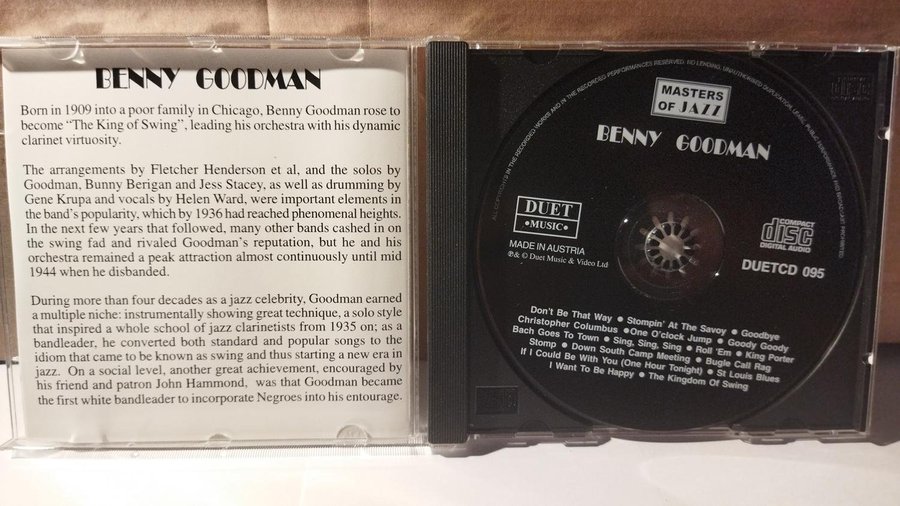 BENNY GOODMAN
Born in 1909 into a poor family in Chicago, Benny Goodman rose to
become "The King of Swing", leading his orchestra with his dynamic
clarinet virtuosity.
The arrangements by Fletcher Henderson et al, and the solos by
Goodman, Bunny Berigan and Jess Stacey, as well as drumming by
Gene Krupa and vocals by Helen Ward, were important elements in
the band's popularity, which by 1936 had reached phenomenal heights.
In the next few years that followed, many other bands cashed in on
the swing fad and rivaled Goodman's reputation, but he and his
orchestra remained a peak attraction almost continuously until mid
1944 when he disbanded.
During more than four decades as a jazz celebrity, Goodman earned
a multiple niche: instrumentally showing great technique, a solo style
that inspired a whole school of jazz clarinetists from 1935 on; as a
bandleader, he converted both standard and popular songs to the
idiom that came to be known as swing and thus starting a new era in
jazz. On a social level, another great achievement, encouraged by
his friend and patron John Hammond, was that Goodman became
the first white bandleader to incorporate Negroes into his entourage.
MASTERS
OF JAZZ
BENNY GOODMAN
DUET
•MUSIC•
MADE IN AUSTRIA
℗& © Duet Music & Video Ltd
COMPACT
disc
DIGITAL AUDIO
DUETCD 095
Don't Be That Way • Stompin' At The Savoy • Goodbye
Christopher Columbus • One O'clock Jump • Goody Goody
Bach Goes To Town • Sing, Sing, Sing • Roll 'Em • King Porter
Stomp • Down South Camp Meeting • Bugle Call Rag
If I Could Be With You (One Hour Tonight) • St Louis Blues
I Want To Be Happy • The Kingdom Of Swing